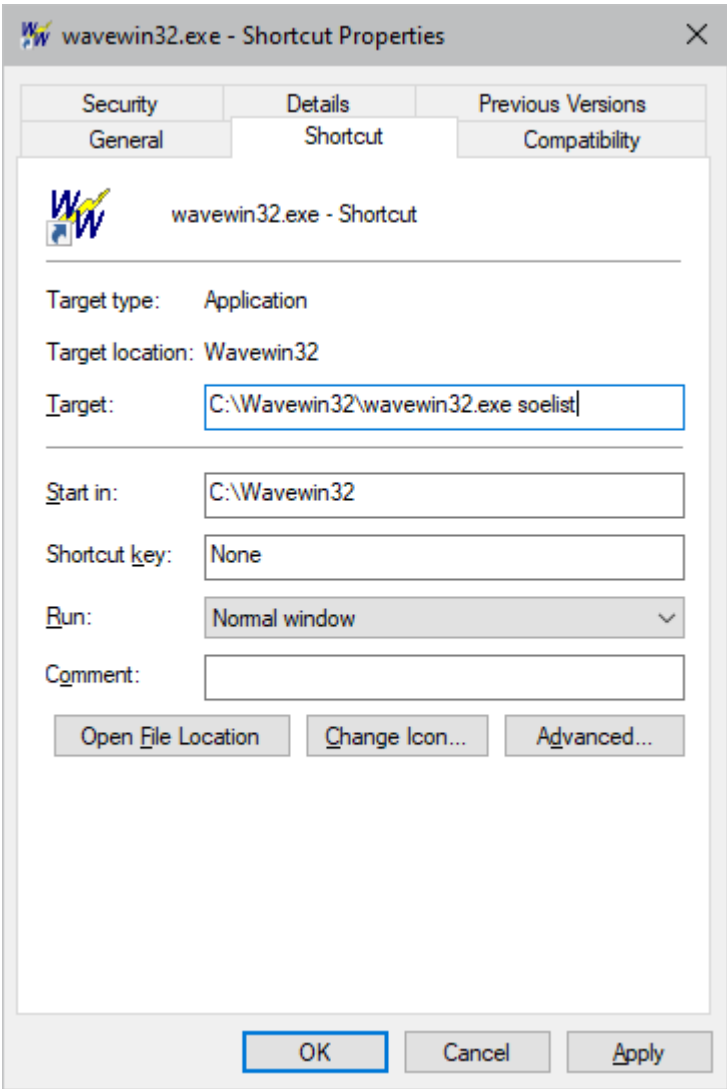 wavewin32.exe - Shortcut Properties
Security Details Previous Versions
General Shortcut Compatibility
WW wavewin32.exe - Shortcut
Target type: Application
Target location: Wavewin32
Target: C:\Wavewin32\wavewin32.exe soelist
Start in: C:\Wavewin32
Shortcut key: None
Run: Normal window
Comment:
Open File Location Change Icon... Advanced...
OK Cancel Apply